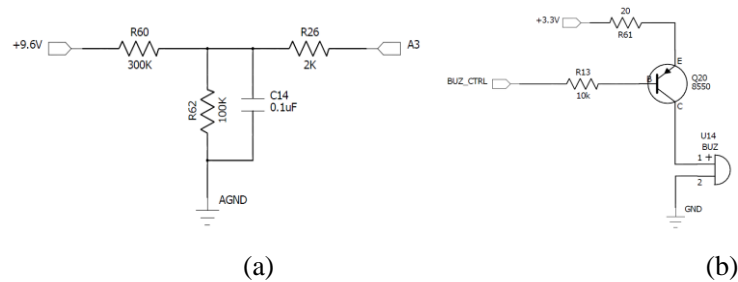 +9.6V
R60
300K
R26
2K
A3
R62
100K
C14
0.1uF
AGND
(a)
+3.3V
20
R61
BUZ_CTRL
R13
10k
B
E
C
Q20
8550
U14
BUZ
1 +
2
GND
(b)